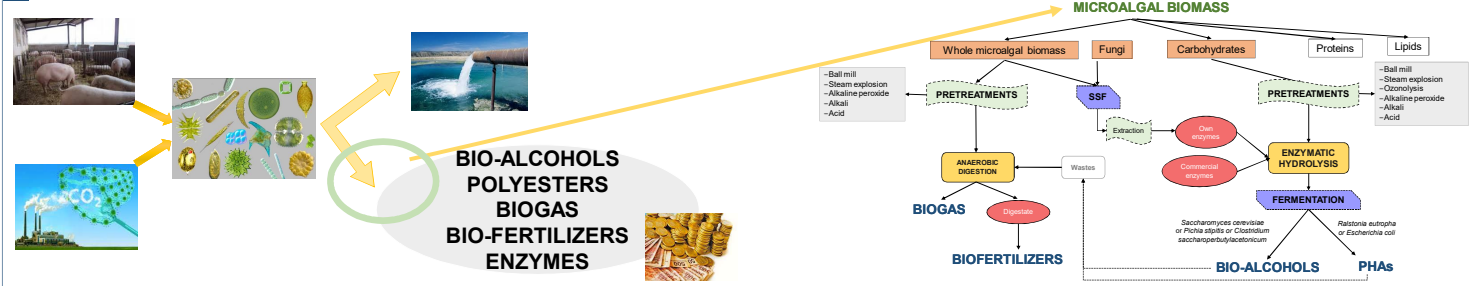 MICROALGAL BIOMASS
Whole microalgal biomass
Fungi
Carbohydrates
Proteins
Lipids
–Ball mill
–Steam explosion
–Alkaline peroxide
–Alkali
–Acid
PRETREATMENTS
SSF
PRETREATMENTS
–Ball mill
–Steam explosion
–Ozonolysis
–Alkaline peroxide
–Alkali
–Acid
Extraction
Own
enzymes
Commercial
enzymes
ENZYMATIC
HYDROLYSIS
ANAEROBIC
DIGESTION
Wastes
FERMENTATION
BIOGAS
Digestate
Saccharomyces cerevisiae
or Pichia stipitis or Clostridium
saccharoperbutylacetonicum
Ralstonia eutropha
or Escherichia coli
BIOFERTILIZERS
BIO-ALCOHOLS
PHAs
CO2
BIO-ALCOHOLS
POLYESTERS
BIOGAS
BIO-FERTILIZERS
ENZYMES